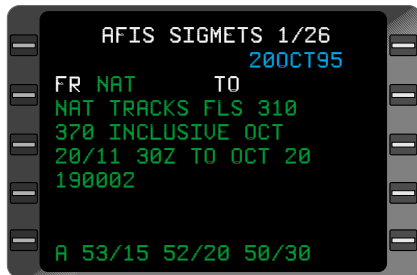 AFIS SIGMETS 1/26
20OCT95
FR NAT TO
NAT TRACKS FLS 310
370 INCLUSIVE OCT
20/11 30Z TO OCT 20
190002
A 53/15 52/20 50/30